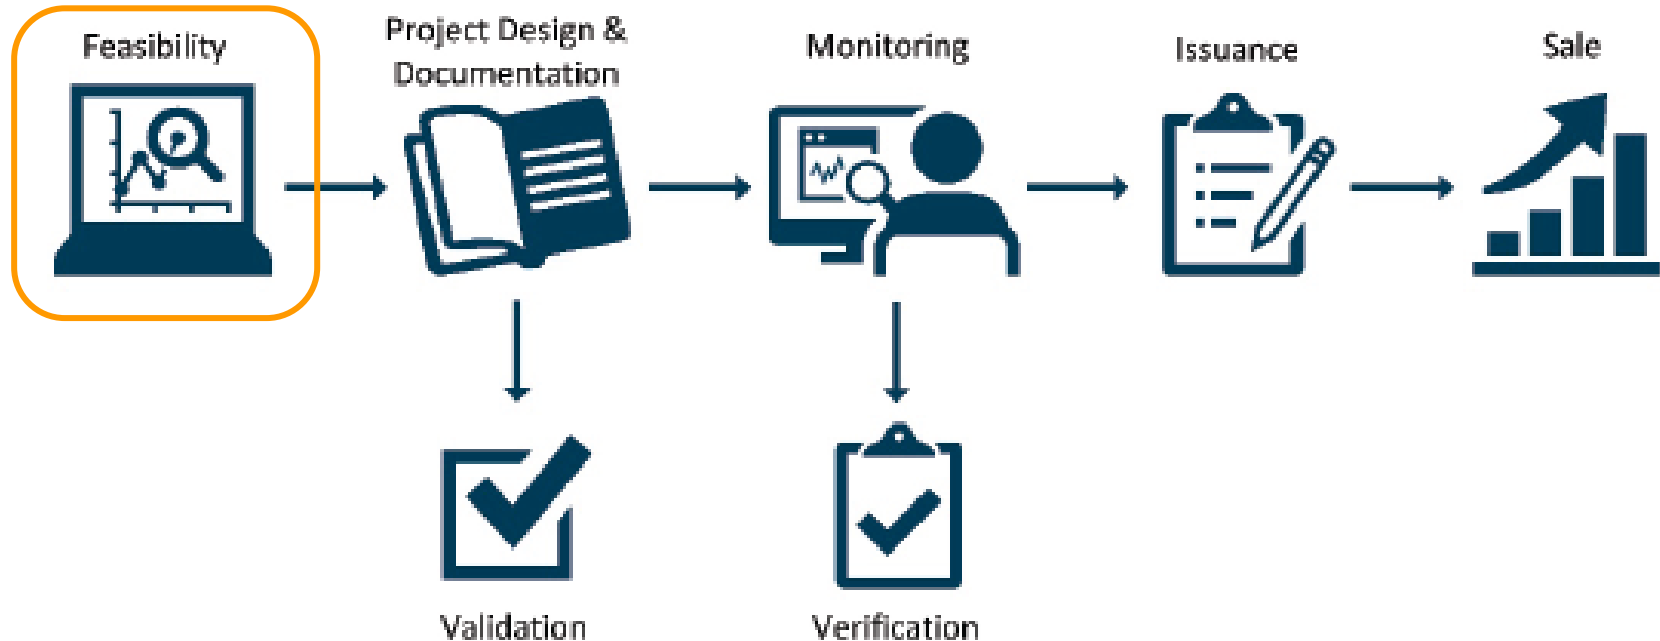 Feasibility
Project Design &
Documentation
Monitoring
Issuance
Sale
Validation
Verification